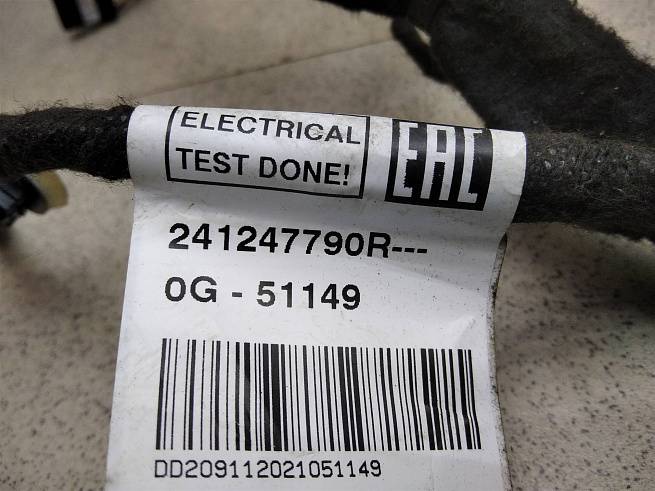 ELECTRICAL
TEST DONE!
EAC
241247790R---
0G - 51149
DD209112021051149